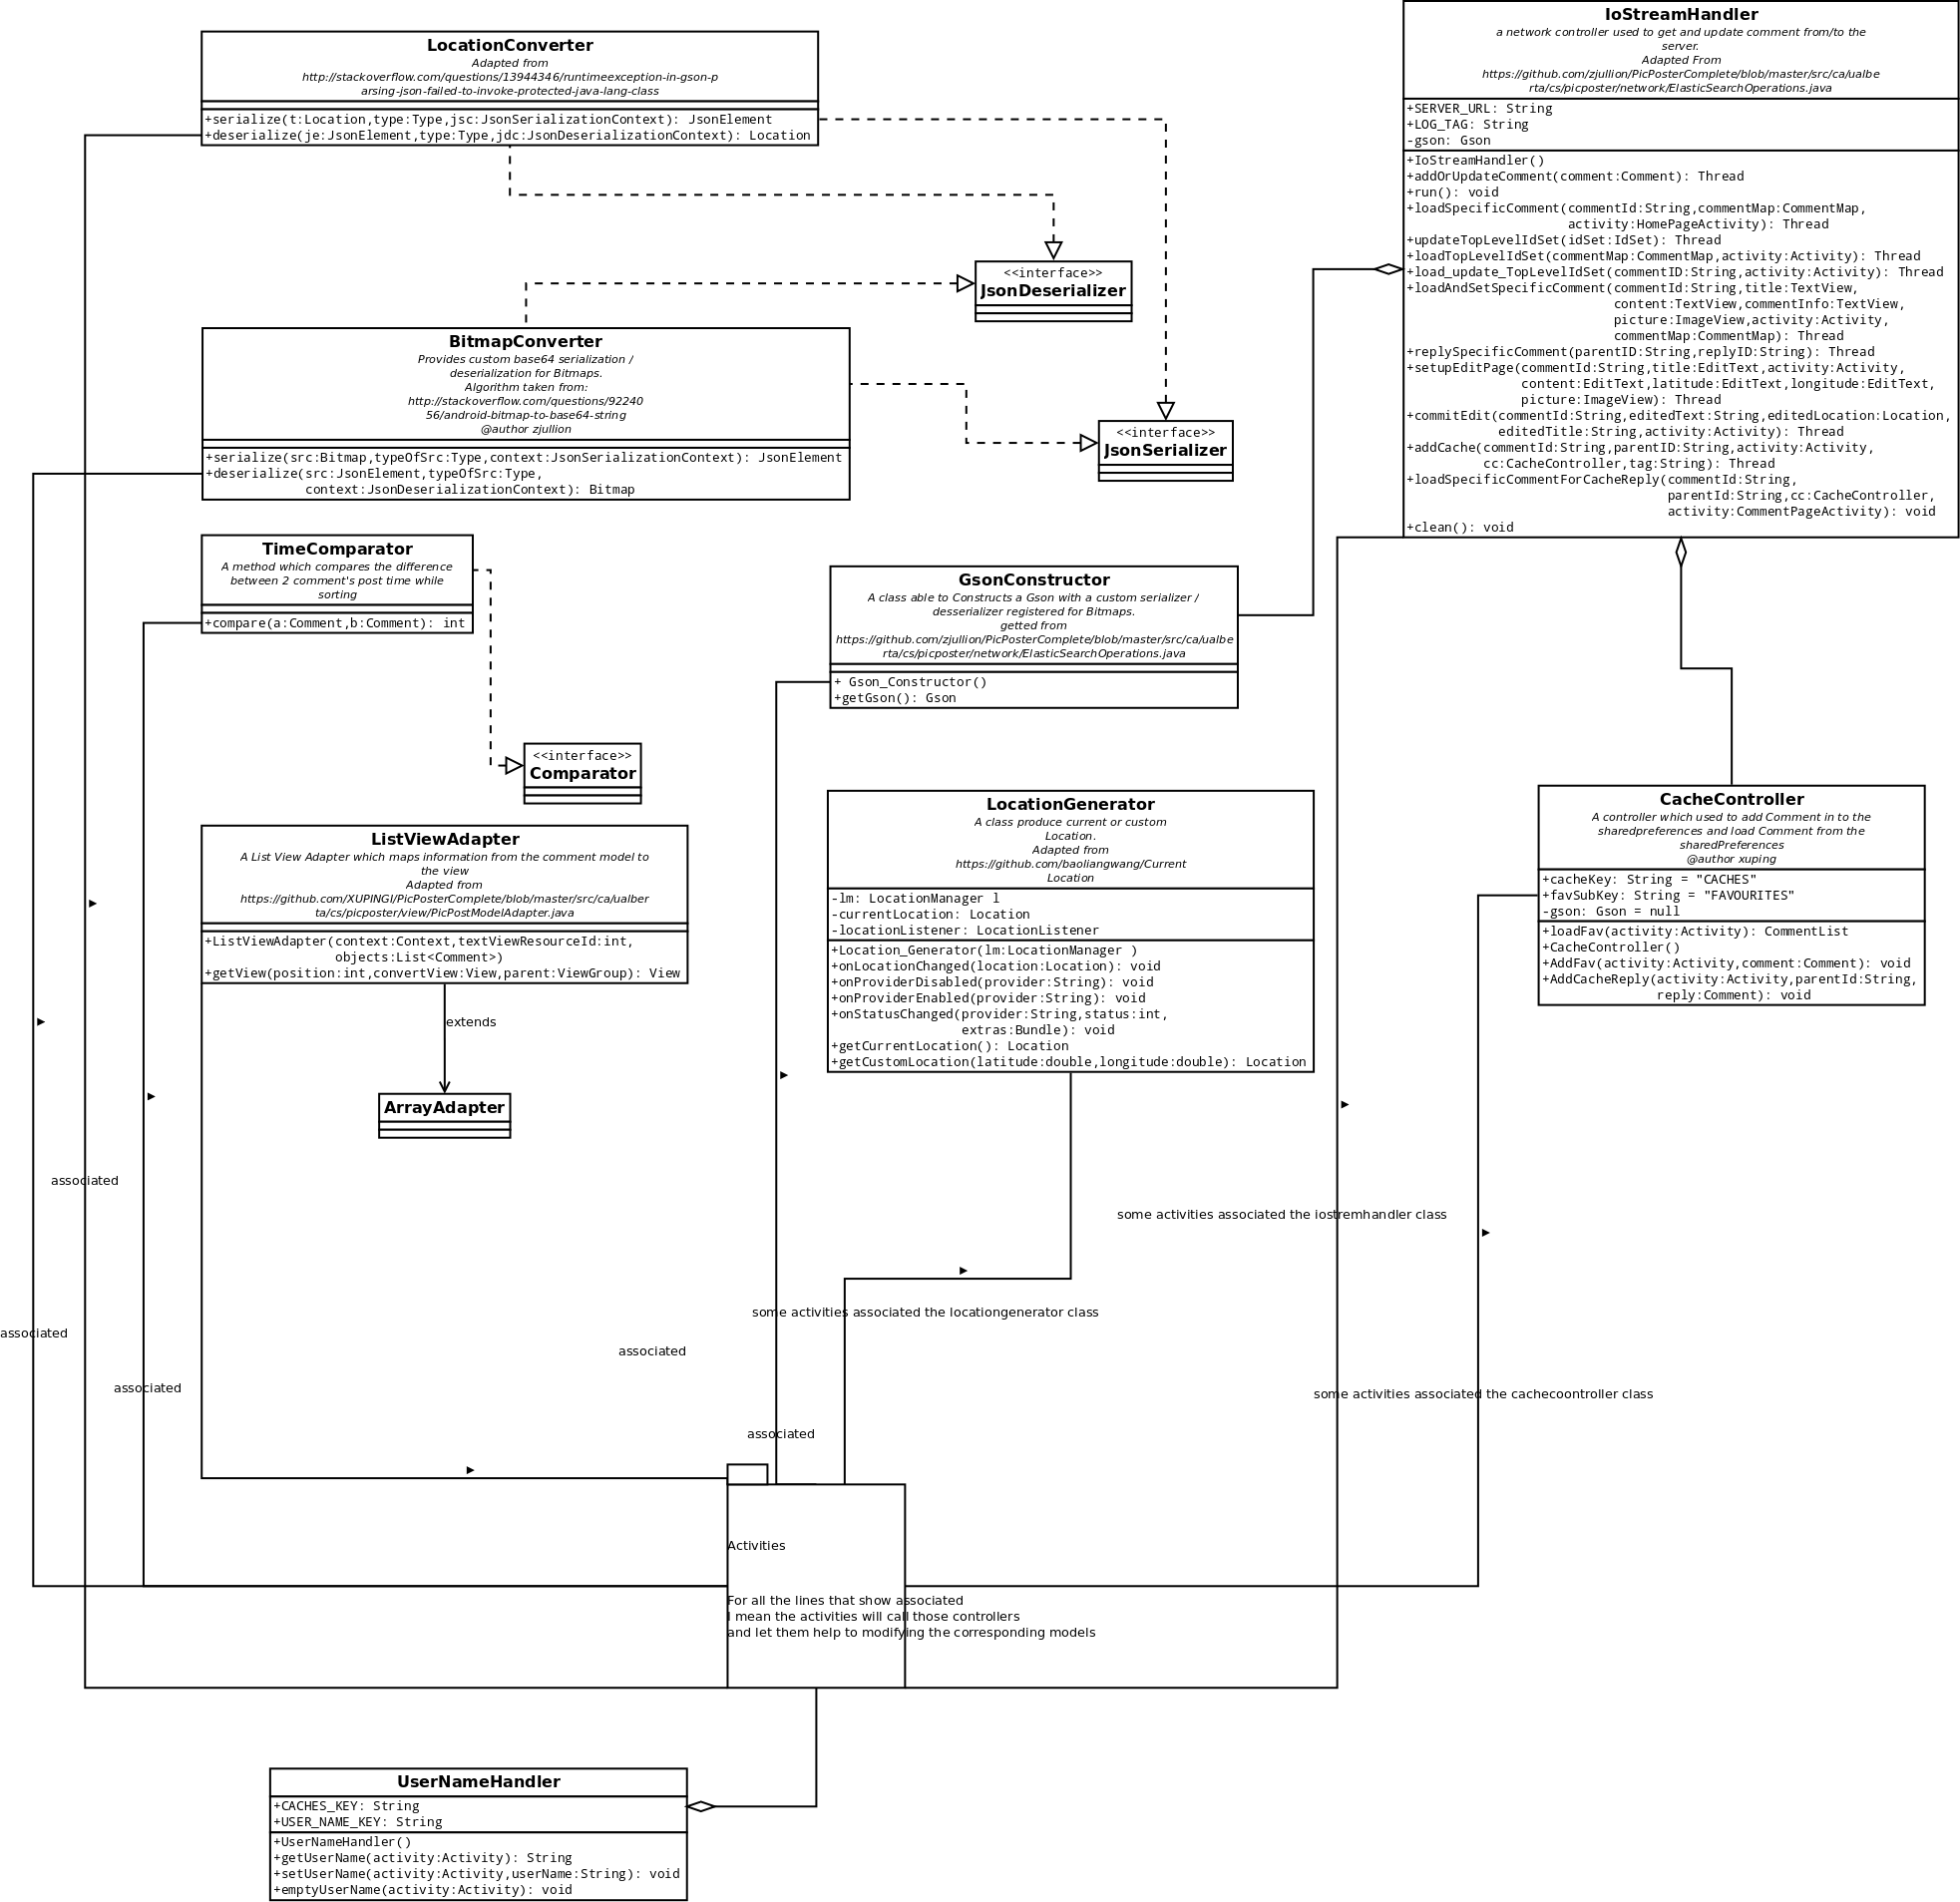 LocationConverter
Adapted from
http://stackoverflow.com/questions/13944346/runtimeexception-in-gson-p
arsing-json-failed-to-invoke-protected-java-lang-class
+serialize(t:Location,type:Type,jsc:JsonSerializationContext): JsonElement
+deserialize(je:JsonElement,type:Type,jdc:JsonDeserializationContext): Location
IoStreamHandler
a network controller used to get and update comment from/to the
server.
Adapted From
https://github.com/zjullion/PicPosterComplete/blob/master/src/ca/ualbe
rta/cs/picposter/network/ElasticSearchOperations.java
+SERVER_URL: String
+LOG_TAG: String
-gson: Gson
+IoStreamHandler()
+addOrUpdateComment(comment:Comment): Thread
+run(): void
+loadSpecificComment(commentId:String,commentMap:CommentMap,
activity:HomePageActivity): Thread
+updateTopLevelIdSet(idSet:IdSet): Thread
+loadTopLevelIdSet(commentMap:CommentMap,activity:Activity): Thread
+load_update_TopLevelIdSet(commentID:String,activity:Activity): Thread
+loadAndSetSpecificComment(commentId:String,title:TextView,
content:TextView,commentInfo:TextView,
picture:ImageView,activity:Activity,
commentMap:CommentMap): Thread
+replySpecificComment(parentID:String,replyID:String): Thread
+setupEditPage(commentId:String,title:EditText,activity:Activity,
content:EditText,latitude:EditText,longitude:EditText,
picture:ImageView): Thread
+commitEdit(commentId:String,editedText:String,editedLocation:Location,
editedTitle:String,activity:Activity): Thread
+addCache(commentId:String,parentID:String,activity:Activity,
cc:CacheController,tag:String): Thread
+loadSpecificCommentForCacheReply(commentId:String,
parentId:String,cc:CacheController,
activity:CommentPageActivity): void
+clean(): void
<<interface>>
JsonDeserializer
BitmapConverter
Provides custom base64 serialization /
deserialization for Bitmaps.
Algorithm taken from:
http://stackoverflow.com/questions/92240
56/android-bitmap-to-base64-string
@author zjullion
+serialize(src:Bitmap,typeOfSrc:Type,context:JsonSerializationContext): JsonElement
+deserialize(src:JsonElement,typeOfSrc:Type,
context:JsonDeserializationContext): Bitmap
<<interface>>
JsonSerializer
TimeComparator
A method which compares the difference
between 2 comment's post time while
sorting
+compare(a:Comment,b:Comment): int
GsonConstructor
A class able to Constructs a Gson with a custom serializer /
desserializer registered for Bitmaps.
getted from
https://github.com/zjullion/PicPosterComplete/blob/master/src/ca/ualbe
rta/cs/picposter/network/ElasticSearchOperations.java
+ Gson_Constructor()
+getGson(): Gson
<<interface>>
Comparator
ListViewAdapter
A List View Adapter which maps information from the comment model to
the view
Adapted from
https://github.com/XUPINGI/PicPosterComplete/blob/master/src/ca/ualber
ta/cs/picposter/view/PicPostModelAdapter.java
+ListViewAdapter(context:Context,textViewResourceId:int,
objects:List<Comment>)
+getView(position:int,convertView:View,parent:ViewGroup): View
extends
ArrayAdapter
LocationGenerator
A class produce current or custom
Location.
Adapted from
https://github.com/baoliangwang/Current
Location
-lm: LocationManager l
-currentLocation: Location
-locationListener: LocationListener
+Location_Generator(lm:LocationManager )
+onLocationChanged(location:Location): void
+onProviderDisabled(provider:String): void
+onProviderEnabled(provider:String): void
+onStatusChanged(provider:String,status:int,
extras:Bundle): void
+getCurrentLocation(): Location
+getCustomLocation(latitude:double,longitude:double): Location
CacheController
A controller which used to add Comment in to the
sharedpreferences and load Comment from the
sharedPreferences
@author xuping
+cacheKey: String = "CACHES"
+favSubKey: String = "FAVOURITES"
-gson: Gson = null
+loadFav(activity:Activity): CommentList
+CacheController()
+AddFav(activity:Activity,comment:Comment): void
+AddCacheReply(activity:Activity,parentId:String,
reply:Comment): void
associated
some activities associated the iostremhandler class
some activities associated the locationgenerator class
associated
associated
associated
some activities associated the cachecoontroller class
associated
Activities
For all the lines that show associated
I mean the activities will call those controllers
and let them help to modifying the corresponding models
UserNameHandler
+CACHES_KEY: String
+USER_NAME_KEY: String
+UserNameHandler()
+getUserName(activity:Activity): String
+setUserName(activity:Activity,userName:String): void
+emptyUserName(activity:Activity): void